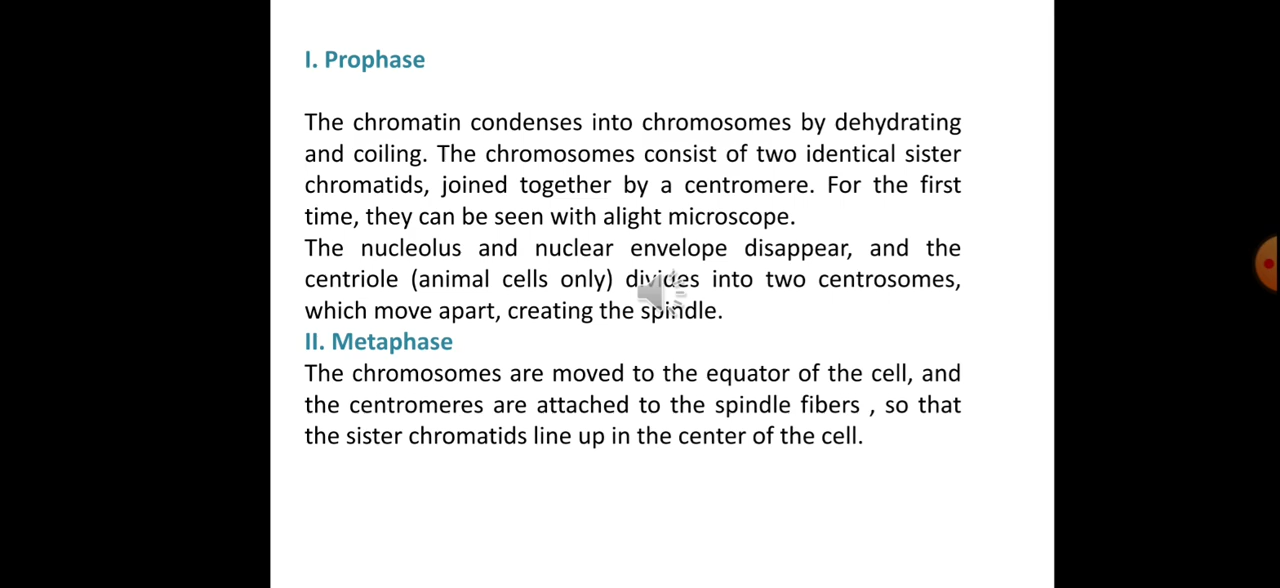 I. Prophase
The chromatin condenses into chromosomes by dehydrating
and coiling. The chromosomes consist of two identical sister
chromatids, joined together by a centromere. For the first
time, they can be seen with alight microscope.
The nucleolus and nuclear envelope disappear, and the
centriole (animal cells only) divides into two centrosomes,
which move apart, creating the spindle.
II. Metaphase
The chromosomes are moved to the equator of the cell, and
the centromeres are attached to the spindle fibers , so that
the sister chromatids line up in the center of the cell.